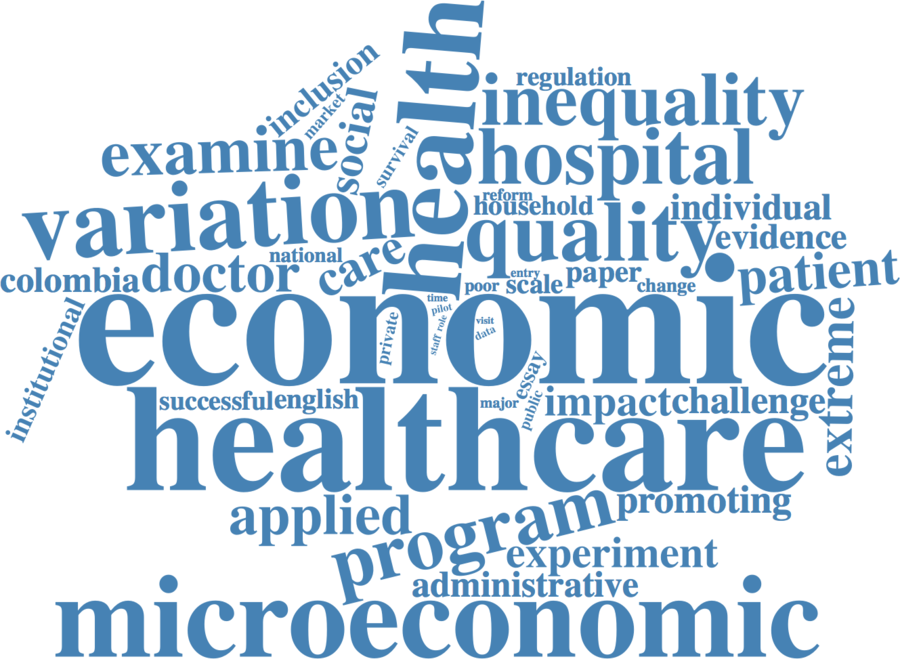 health
inclusion
market
regulation
inequality
social
examine
survival
hospital
variation
reform
household
individual
quality
evidence
national
care
colombia
doctor
entry
poor
scale
paper
change
patient
economic
time
pilot
private
staff
role
visit
data
institutional
extreme
essay
public
successful
english
major
impact
challenge
healthcare
applied
program
promoting
experiment
administrative
microeconomic